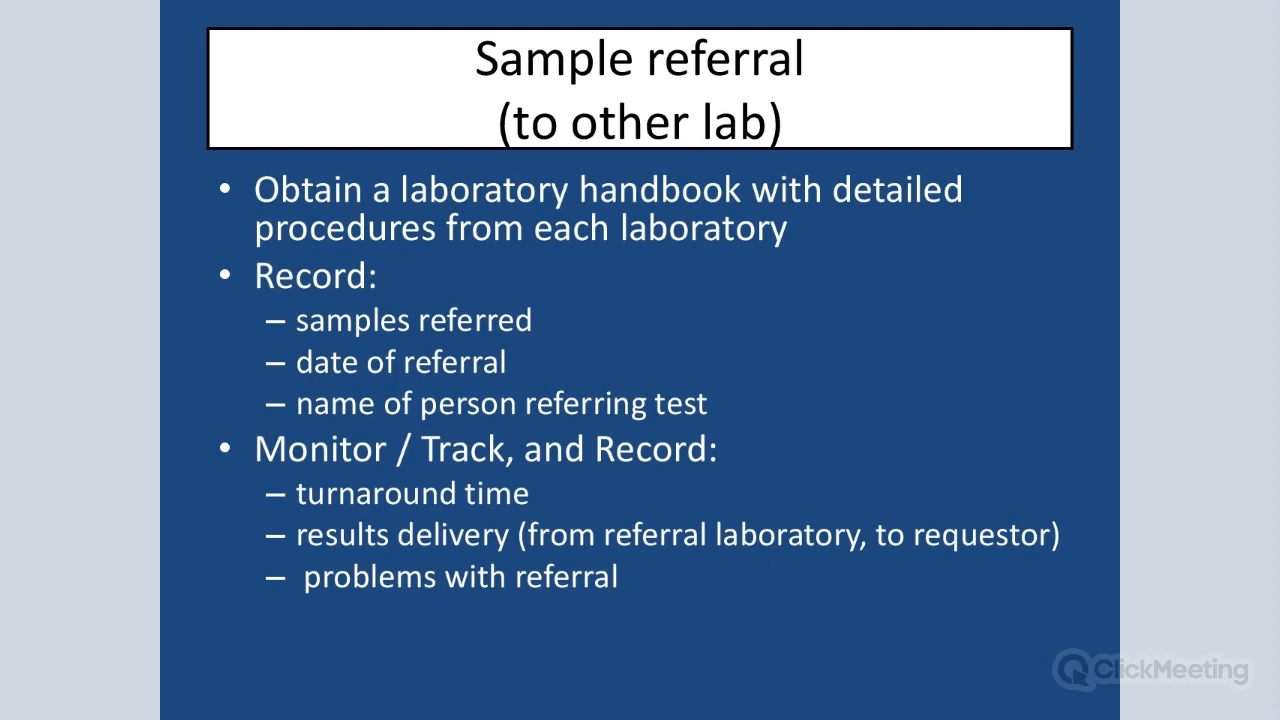 Sample referral
(to other lab)
• Obtain a laboratory handbook with detailed
procedures from each laboratory
• Record:
– samples referred
– date of referral
– name of person referring test
• Monitor / Track, and Record:
– turnaround time
– results delivery (from referral laboratory, to requestor)
– problems with referral
ClickMeeting